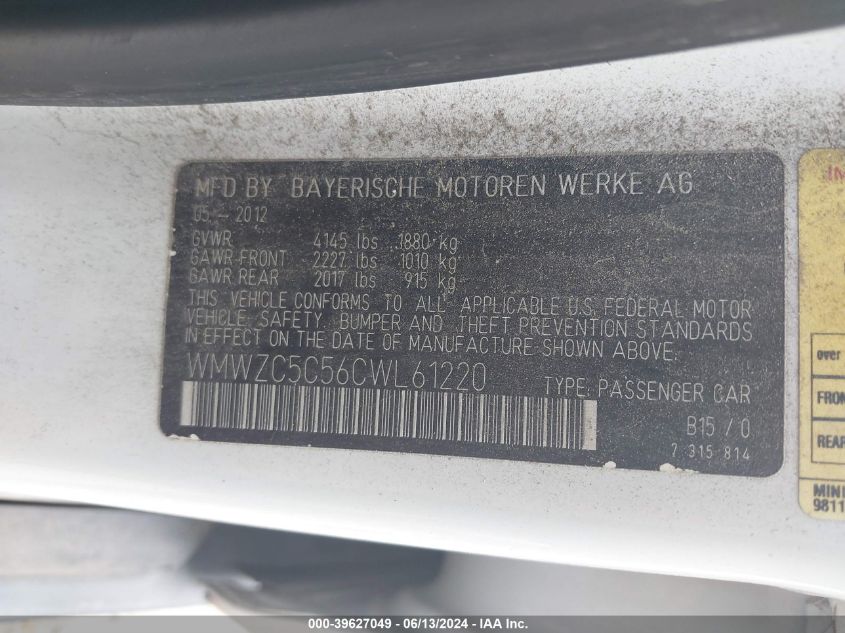 MFD BY BAYERISCHE MOTOREN WERKE AG
05 - 2012
GVWR 4145 lbs 1880 kg
GAWR-FRONT 2227 lbs 1010 kg
GAWR REAR 2017 lbs 915 kg
THIS VEHICLE CONFORMS TO ALL APPLICABLE U.S. FEDERAL MOTOR
VEHICLE SAFETY, BUMPER AND THEFT PREVENTION STANDARDS
IN EFFECT ON THE DATE OF MANUFACTURE SHOWN ABOVE.
WMWZC5C56CWL61220 TYPE: PASSENGER CAR
B15 / 0
7 315 814
IM
over
FRON
REAR
MINI
9811
000-39627049 - 06/13/2024 - IAA Inc.